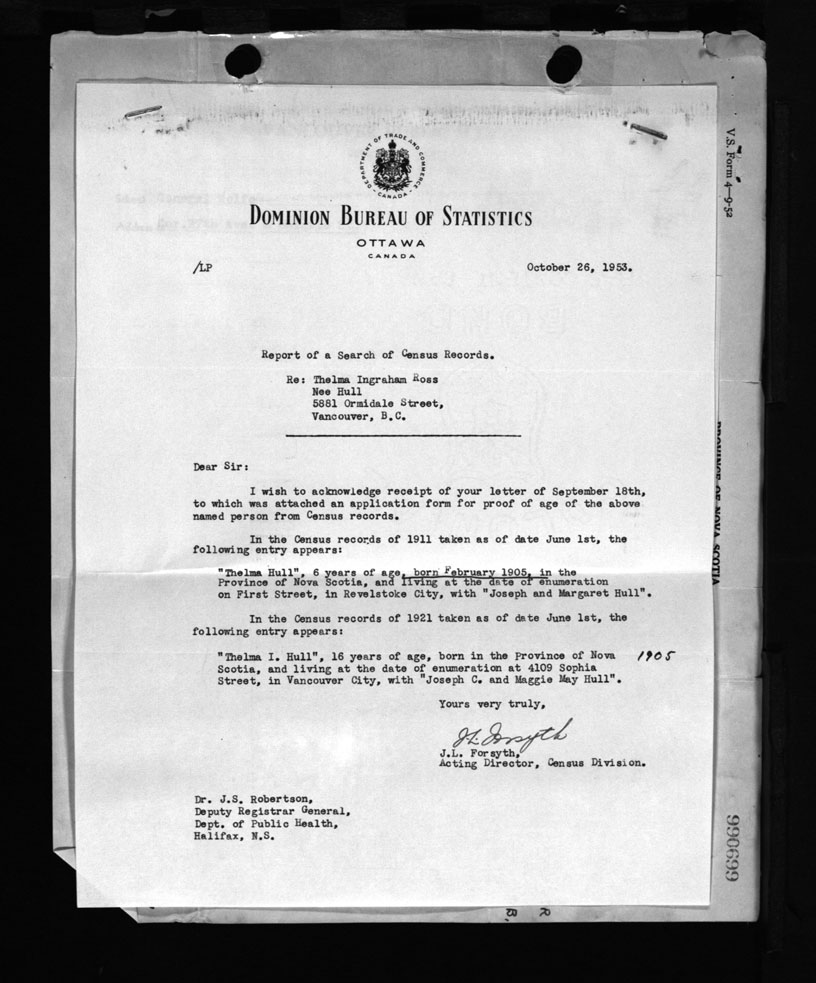 V.S. Form 4-9-52
DEPARTMENT OF TRADE AND COMMERCE
CANADA
DOMINION BUREAU OF STATISTICS
OTTAWA
CANADA
/LP October 26, 1953.
Report of a Search of Census Records.
Re: Thelma Ingraham Ross
Nee Hull
5881 Ormidale Street,
Vancouver, B.C.
Dear Sir:
I wish to acknowledge receipt of your letter of September 18th,
to which was attached an application form for proof of age of the above
named person from Census records.
In the Census records of 1911 taken as of date June 1st, the
following entry appears:
"Thelma Hull", 6 years of age, born February 1905, in the
Province of Nova Scotia, and living at the date of enumeration
on First Street, in Revelstoke City, with "Joseph and Margaret Hull".
In the Census records of 1921 taken as of date June 1st, the
following entry appears:
"Thelma I. Hull", 16 years of age, born in the Province of Nova 1905
Scotia, and living at the date of enumeration at 4109 Sophia
Street, in Vancouver City, with "Joseph C. and Maggie May Hull".
Yours very truly,
J.L. Forsyth
J.L. Forsyth,
Acting Director, Census Division.
Dr. J.S. Robertson,
Deputy Registrar General,
Dept. of Public Health,
Halifax, N.S.
PROVINCE OF NOVA SCOTIA
669066